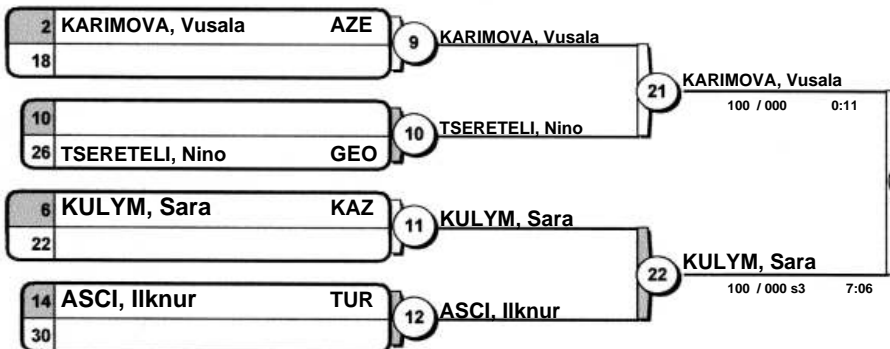 2 KARIMOVA, Vusala AZE
18
9
KARIMOVA, Vusala
10
26 TSERETELI, Nino GEO
10
TSERETELI, Nino
21
KARIMOVA, Vusala
100 / 000 0:11
6 KULYM, Sara KAZ
22
11
KULYM, Sara
14 ASCI, Ilknur TUR
30
12
ASCI, Ilknur
22
KULYM, Sara
100 / 000 s3 7:06